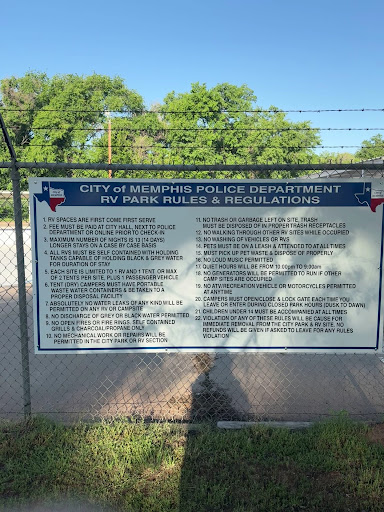 CITY of MEMPHIS POLICE DEPARTMENT
RV PARK RULES & REGULATIONS
1. RV SPACES ARE FIRST COME FIRST SERVE
2. FEE MUST BE PAID AT CITY HALL, NEXT TO POLICE
DEPARTMENT OR ONLINE PRIOR TO CHECK-IN
3. MAXIMUM NUMBER OF NIGHTS IS 13 (14 DAYS)
LONGER STAYS ON A CASE BY CASE BASIS
4. ALL RVS MUST BE SELF CONTAINED WITH HOLDING
TANKS CAPABLE OF HOLDING BLACK & GREY WATER
FOR DURATION OF STAY
5. EACH SITE IS LIMITED TO 1 RV AND 1 TENT, OR MAX
OF 2 TENTS PER SITE, PLUS 1 PASSENGER VEHICLE
6. TENT (DRY) CAMPERS MUST HAVE PORTABLE
WASTE WATER CONTAINERS & BE TAKEN TO A
PROPER DISPOSAL FACILITY
7. ABSOLUTELY NO WATER LEAKS OF ANY KIND WILL BE
PERMITTED ON ANY RV OR CAMPSITE
8. NO DISCHARGE OF GREY OR BLACK WATER PERMITTED
9. NO OPEN FIRES OR FIRE RINGS. SELF CONTAINED
GRILLS & CHARCOAL/PROPANE ONLY
10. NO MECHANICAL WORK OR REPAIRS WILL BE
PERMITTED IN THE CITY PARK OR RV SECTION
11. NO TRASH OR GARBAGE LEFT ON SITE, TRASH
MUST BE DISPOSED OF IN PROPER TRASH RECEPTACLES
12. NO WALKING THROUGH OTHER RV SITES WHILE OCCUPIED
13. NO WASHING OF VEHICLES OR RVS
14. PETS MUST BE ON A LEASH & ATTENDED TO AT ALL TIMES
15. MUST PICK UP PET WASTE & DISPOSE OF PROPERLY
16. NO LOUD MUSIC PERMITTED
17. QUIET HOURS WILL BE FROM 10:00pm TO 9:00am
18. NO GENERATORS WILL BE PERMITTED TO RUN IF OTHER
CAMP SITES ARE OCCUPIED
19. NO ATV/RECREATION VEHICLE OR MOTORCYCLES PERMITTED
AT ANYTIME
20. CAMPERS MUST OPEN/CLOSE & LOCK GATE EACH TIME YOU
LEAVE OR ENTER DURING CLOSED PARK HOURS (DUSK TO DAWN)
21. CHILDREN UNDER 14 MUST BE ACCOMPANIED AT ALL TIMES
22. VIOLATION OF ANY OF THESE RULES WILL BE CAUSE FOR
IMMEDIATE REMOVAL FROM THE CITY PARK & RV SITE. NO
REFUNDS WILL BE GIVEN IF ASKED TO LEAVE FOR ANY RULES
VIOLATION